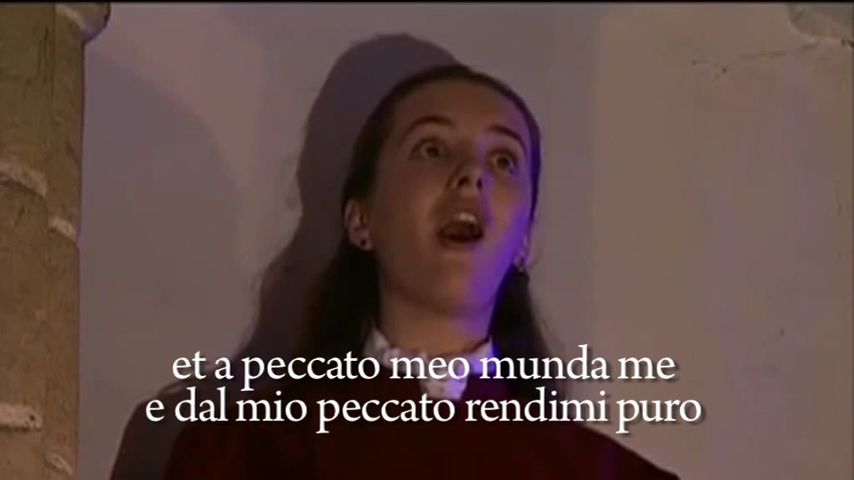 et a peccato meo munda me
e dal mio peccato rendimi puro